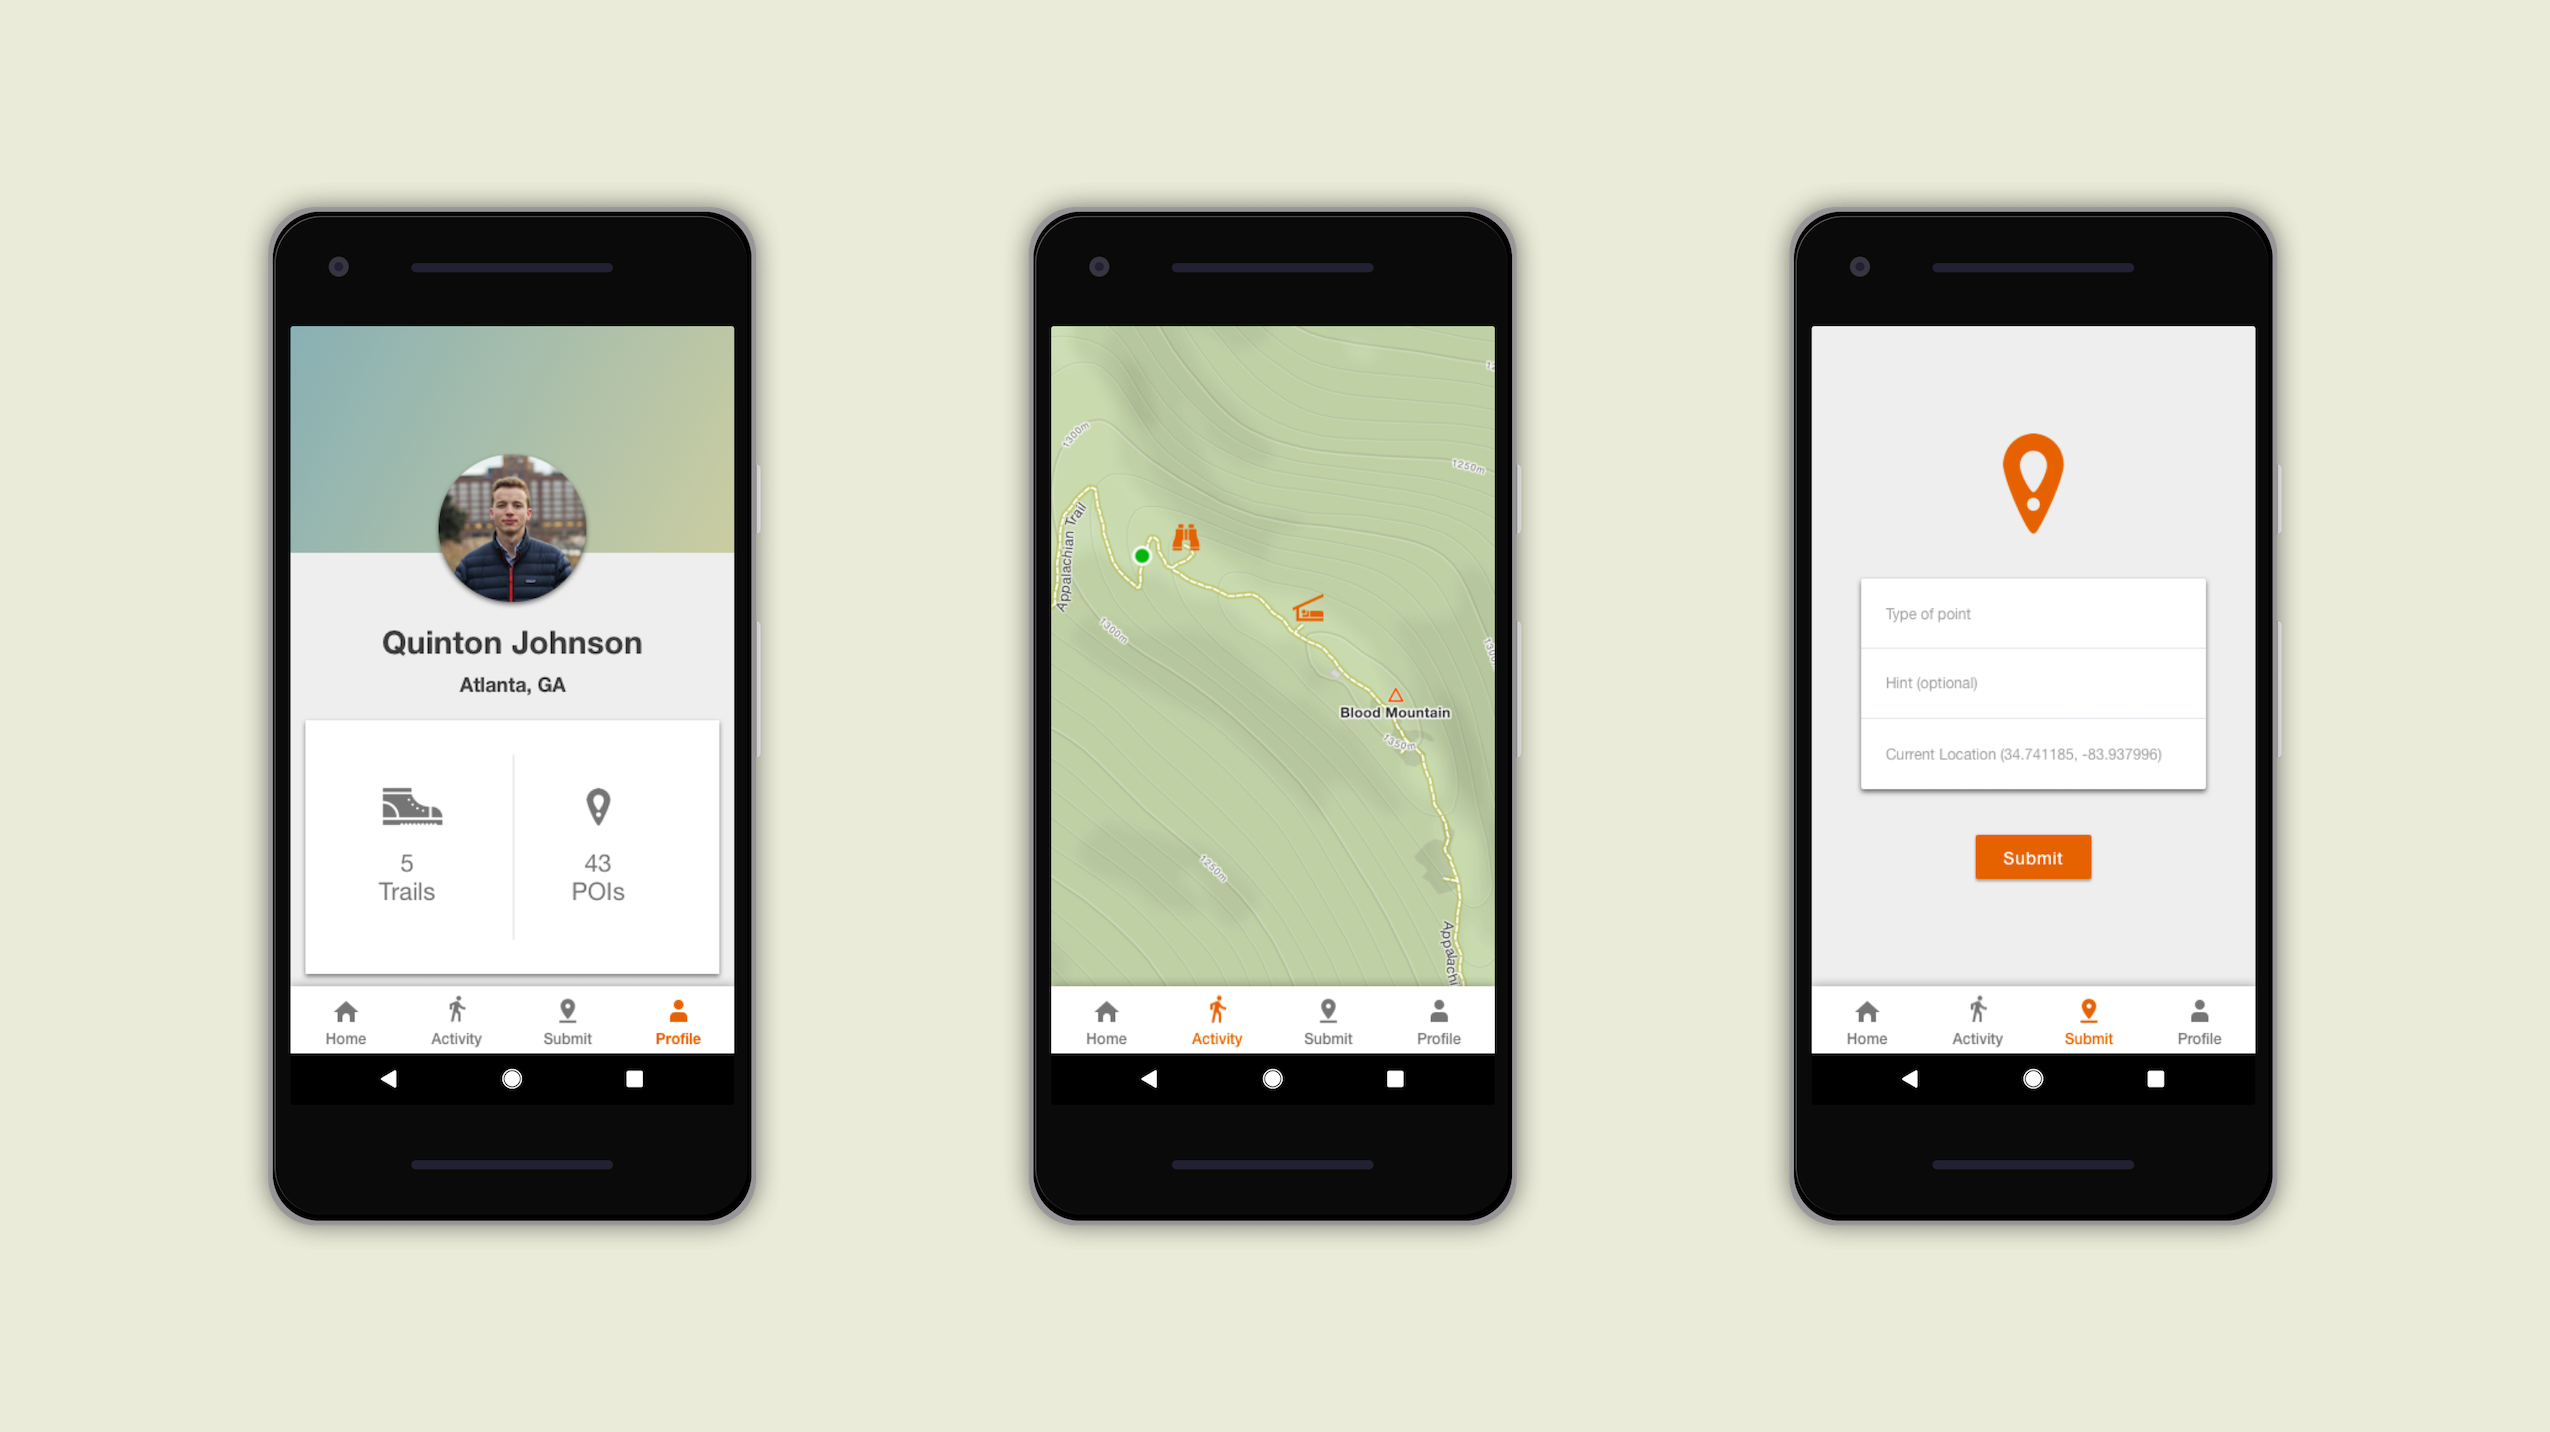 Quinton Johnson
Atlanta, GA
5
Trails
43
POIs
Home
Activity
Submit
Profile
1300m
1250m
Appalachian Trail
1300m
Blood Mountain
1350m
1250m
Home
Activity
Submit
Profile
Type of point
Hint (optional)
Current Location (34.741185, -83.937996)
Submit
Home
Activity
Submit
Profile